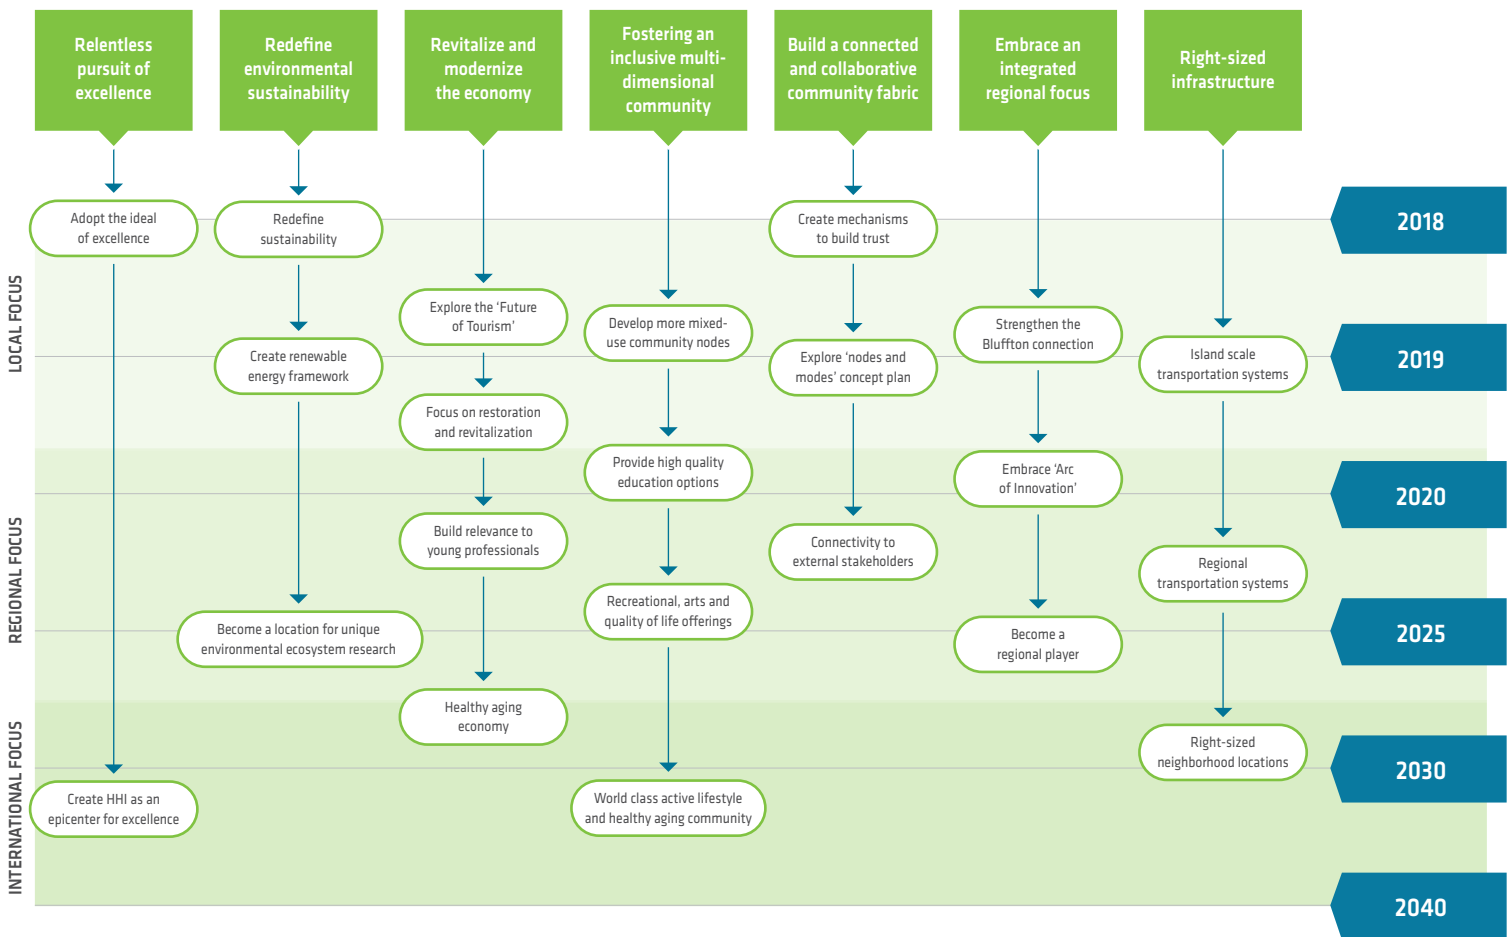 Relentless
pursuit of
excellence
Redefine
environmental
sustainability
Revitalize and
modernize
the economy
Fostering an
inclusive multi-
dimensional
community
Build a connected
and collaborative
community fabric
Embrace an
integrated
regional focus
Right-sized
infrastructure
LOCAL FOCUS
REGIONAL FOCUS
INTERNATIONAL FOCUS
Adopt the ideal
of excellence
Create HHI as an
epicenter for excellence
Redefine
sustainability
Create renewable
energy framework
Become a location for unique
environmental ecosystem research
Explore the ‘Future
of Tourism’
Focus on restoration
and revitalization
Build relevance to
young professionals
Healthy aging
economy
Develop more mixed-
use community nodes
Provide high quality
education options
Recreational, arts and
quality of life offerings
World class active lifestyle
and healthy aging community
Create mechanisms
to build trust
Explore ‘nodes and
modes’ concept plan
Connectivity to
external stakeholders
Strengthen the
Bluffton connection
Embrace ‘Arc
of Innovation’
Become a
regional player
Island scale
transportation systems
Regional
transportation systems
Right-sized
neighborhood locations
2018
2019
2020
2025
2030
2040